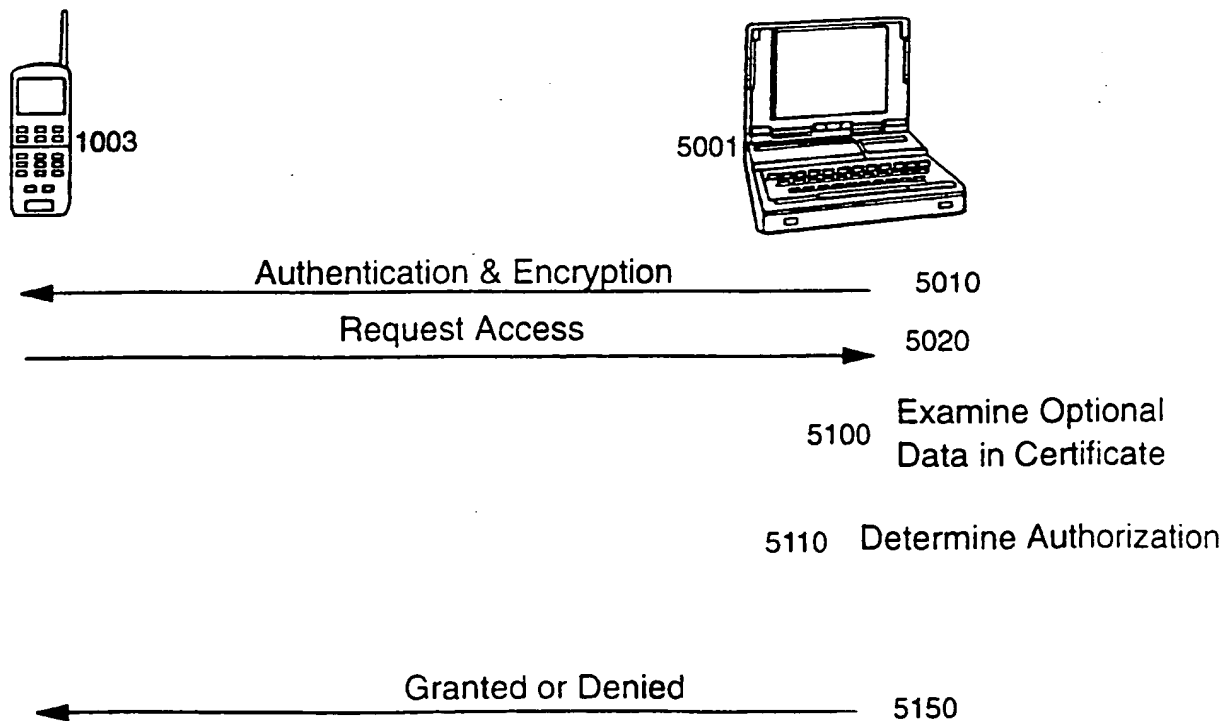 1003
5001
Authentication & Encryption 5010
Request Access 5020
5100 Examine Optional
Data in Certificate
5110 Determine Authorization
Granted or Denied 5150